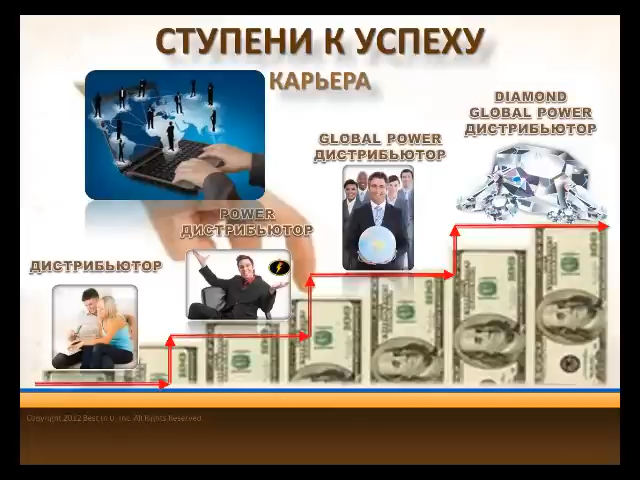 СТУПЕНИ К УСПЕХУ
КАРЬЕРА
DIAMOND
GLOBAL POWER
ДИСТРИБЬЮТОР
GLOBAL POWER
ДИСТРИБЬЮТОР
POWER
ДИСТРИБЬЮТОР
ДИСТРИБЬЮТОР
Copyright 2012 Best In U, Inc. All Rights Reserved